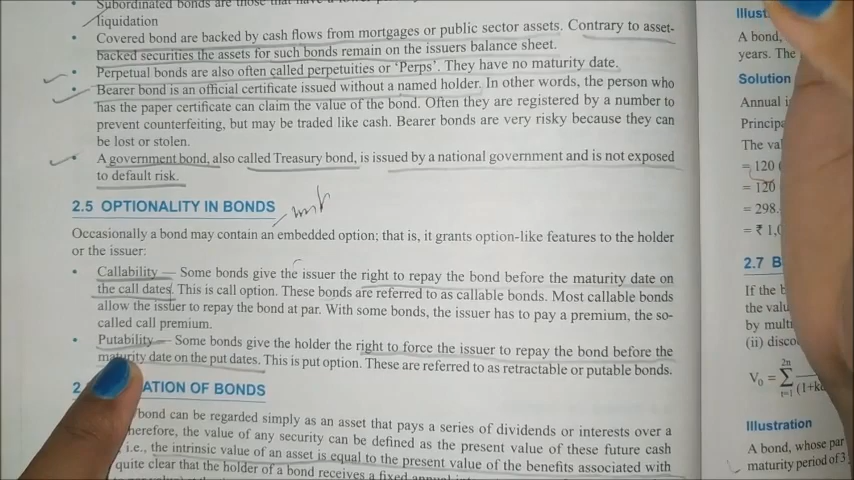 Subordinated bonds are those that have a
liquidation
• Covered bond are backed by cash flows from mortgages or public sector assets. Contrary to asset-
backed securities the assets for such bonds remain on the issuers balance sheet.
• Perpetual bonds are also often called perpetuities or 'Perps'. They have no maturity date.
• Bearer bond is an official certificate issued without a named holder. In other words, the person who
has the paper certificate can claim the value of the bond. Often they are registered by a number to
prevent counterfeiting, but may be traded like cash. Bearer bonds are very risky because they can
be lost or stolen.
• A government bond, also called Treasury bond, is issued by a national government and is not exposed
to default risk.
2.5 OPTIONALITY IN BONDS
Occasionally a bond may contain an embedded option; that is, it grants option-like features to the holder
or the issuer:
• Callability — Some bonds give the issuer the right to repay the bond before the maturity date on
the call dates. This is call option. These bonds are referred to as callable bonds. Most callable bonds
allow the issuer to repay the bond at par. With some bonds, the issuer has to pay a premium, the so-
called call premium.
• Putability — Some bonds give the holder the right to force the issuer to repay the bond before the
maturity date on the put dates. This is put option. These are referred to as retractable or putable bonds.
2. ATION OF BONDS
bond can be regarded simply as an asset that pays a series of dividends or interests over a
herefore, the value of any security can be defined as the present value of these future cash
i.e., the intrinsic value of an asset is equal to the present value of the benefits associated with
quite clear that the holder of a bond receives a fixed annual
Illust
A bond,
years. The
Solution
Annual i
Principa
The va
= 120
= 120
= 298.
= ₹ 1,0
2.7 B
If the b
the valu
by multi
(ii) disco
V₀ = 2n Σ t=1 (1+k
Illustration
A bond, whose par
maturity period of 3